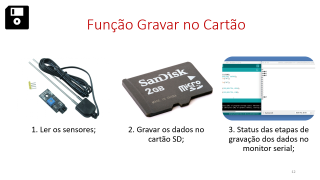 Função Gravar no Cartão
SanDisk
2GB
micro
1. Ler os sensores;
2. Gravar os dados no
cartão SD;
3. Status das etapas de
gravação dos dados no
monitor serial;